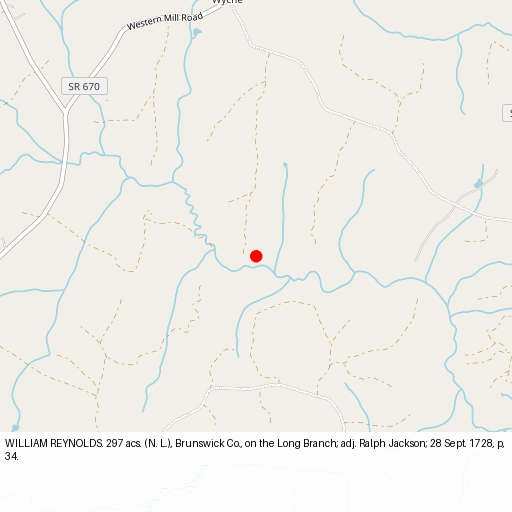 Wyche
Western Mill Road
SR 670
S
WILLIAM REYNOLDS. 297 acs. (N. L.), Brunswick Co., on the Long Branch; adj. Ralph Jackson; 28 Sept. 1728, p,
34.